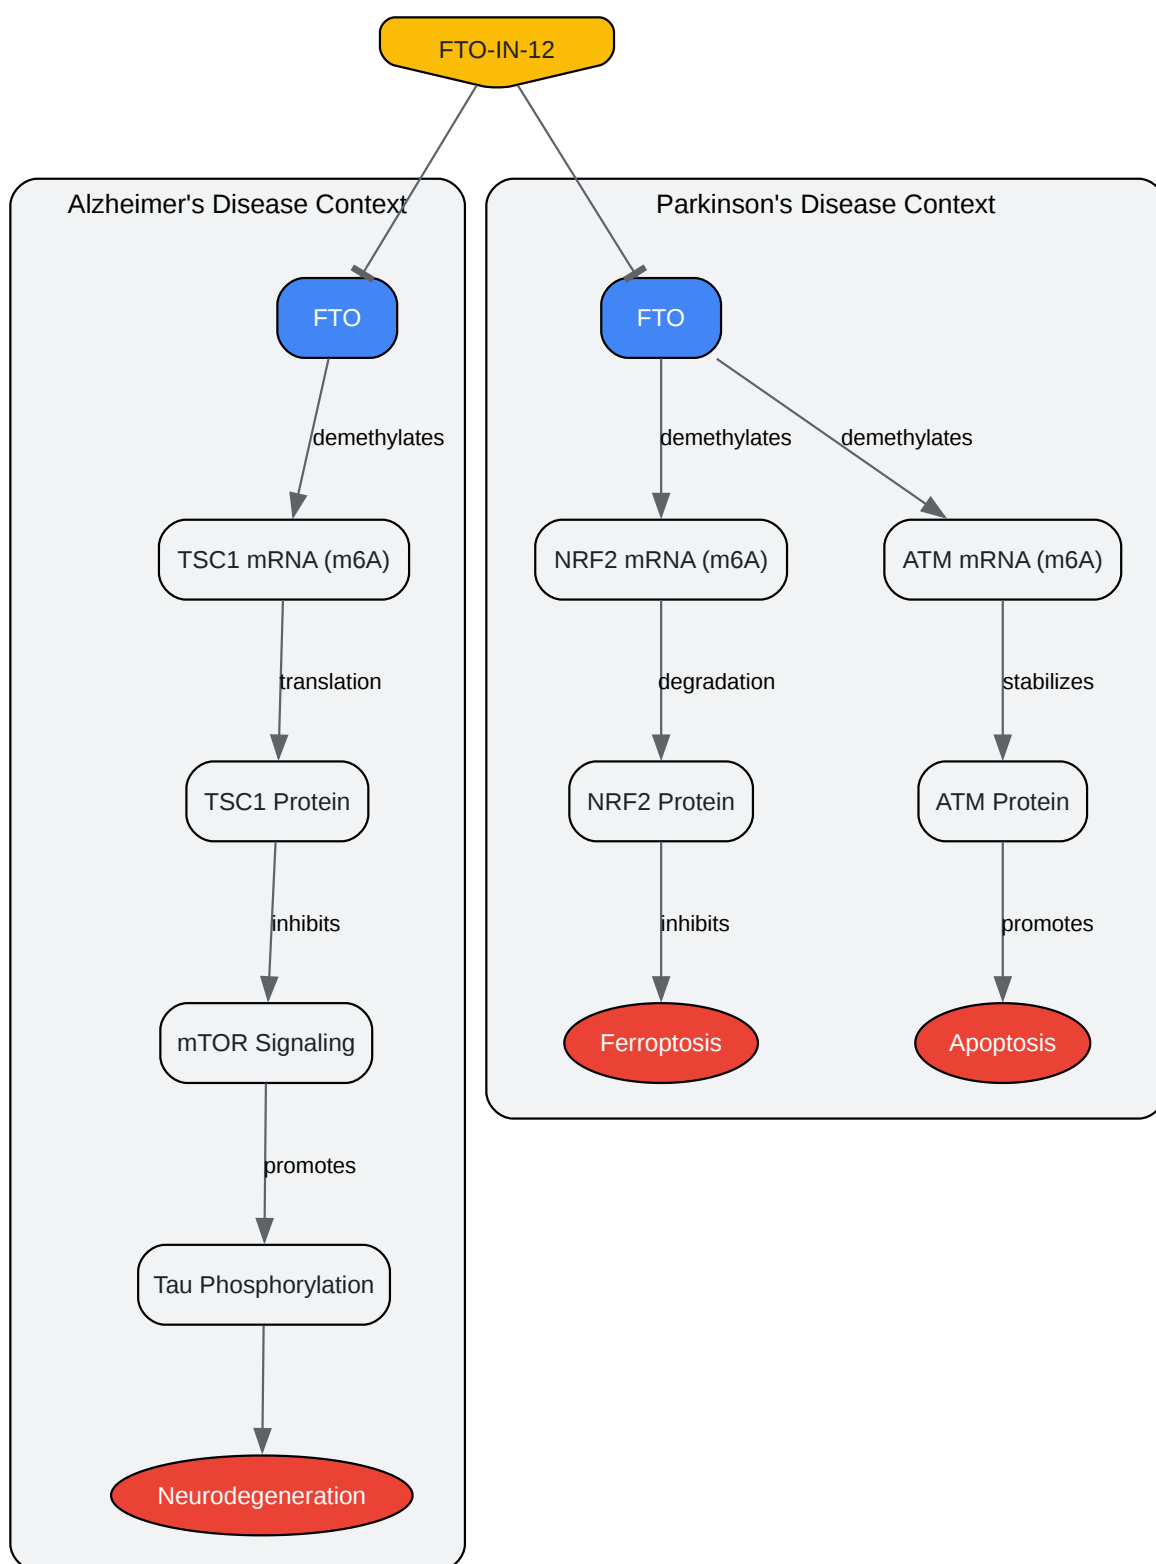 FTO-IN-12
Alzheimer's Disease Context
FTO
demethylates
TSC1 mRNA (m6A)
translation
TSC1 Protein
inhibits
mTOR Signaling
promotes
Tau Phosphorylation
Neurodegeneration
Parkinson's Disease Context
FTO
demethylates
demethylates
NRF2 mRNA (m6A)
ATM mRNA (m6A)
degradation
stabilizes
NRF2 Protein
ATM Protein
inhibits
promotes
Ferroptosis
Apoptosis